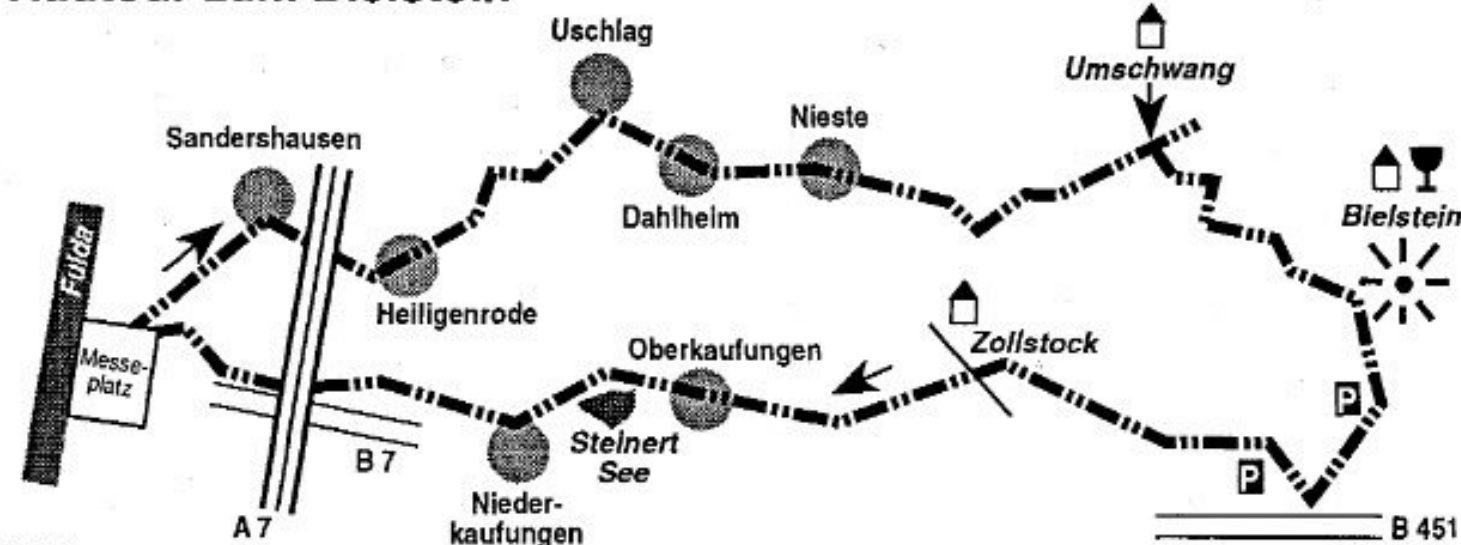 Uschlag
Umschwang
Sandershausen
Nieste
Dahlheim
Bielstein
Fulda
Heiligenrode
Messe-
platz
Oberkaufungen
Zollstock
P
Steinert
See
B 7
P
Nieder-
kaufungen
A 7
B 451